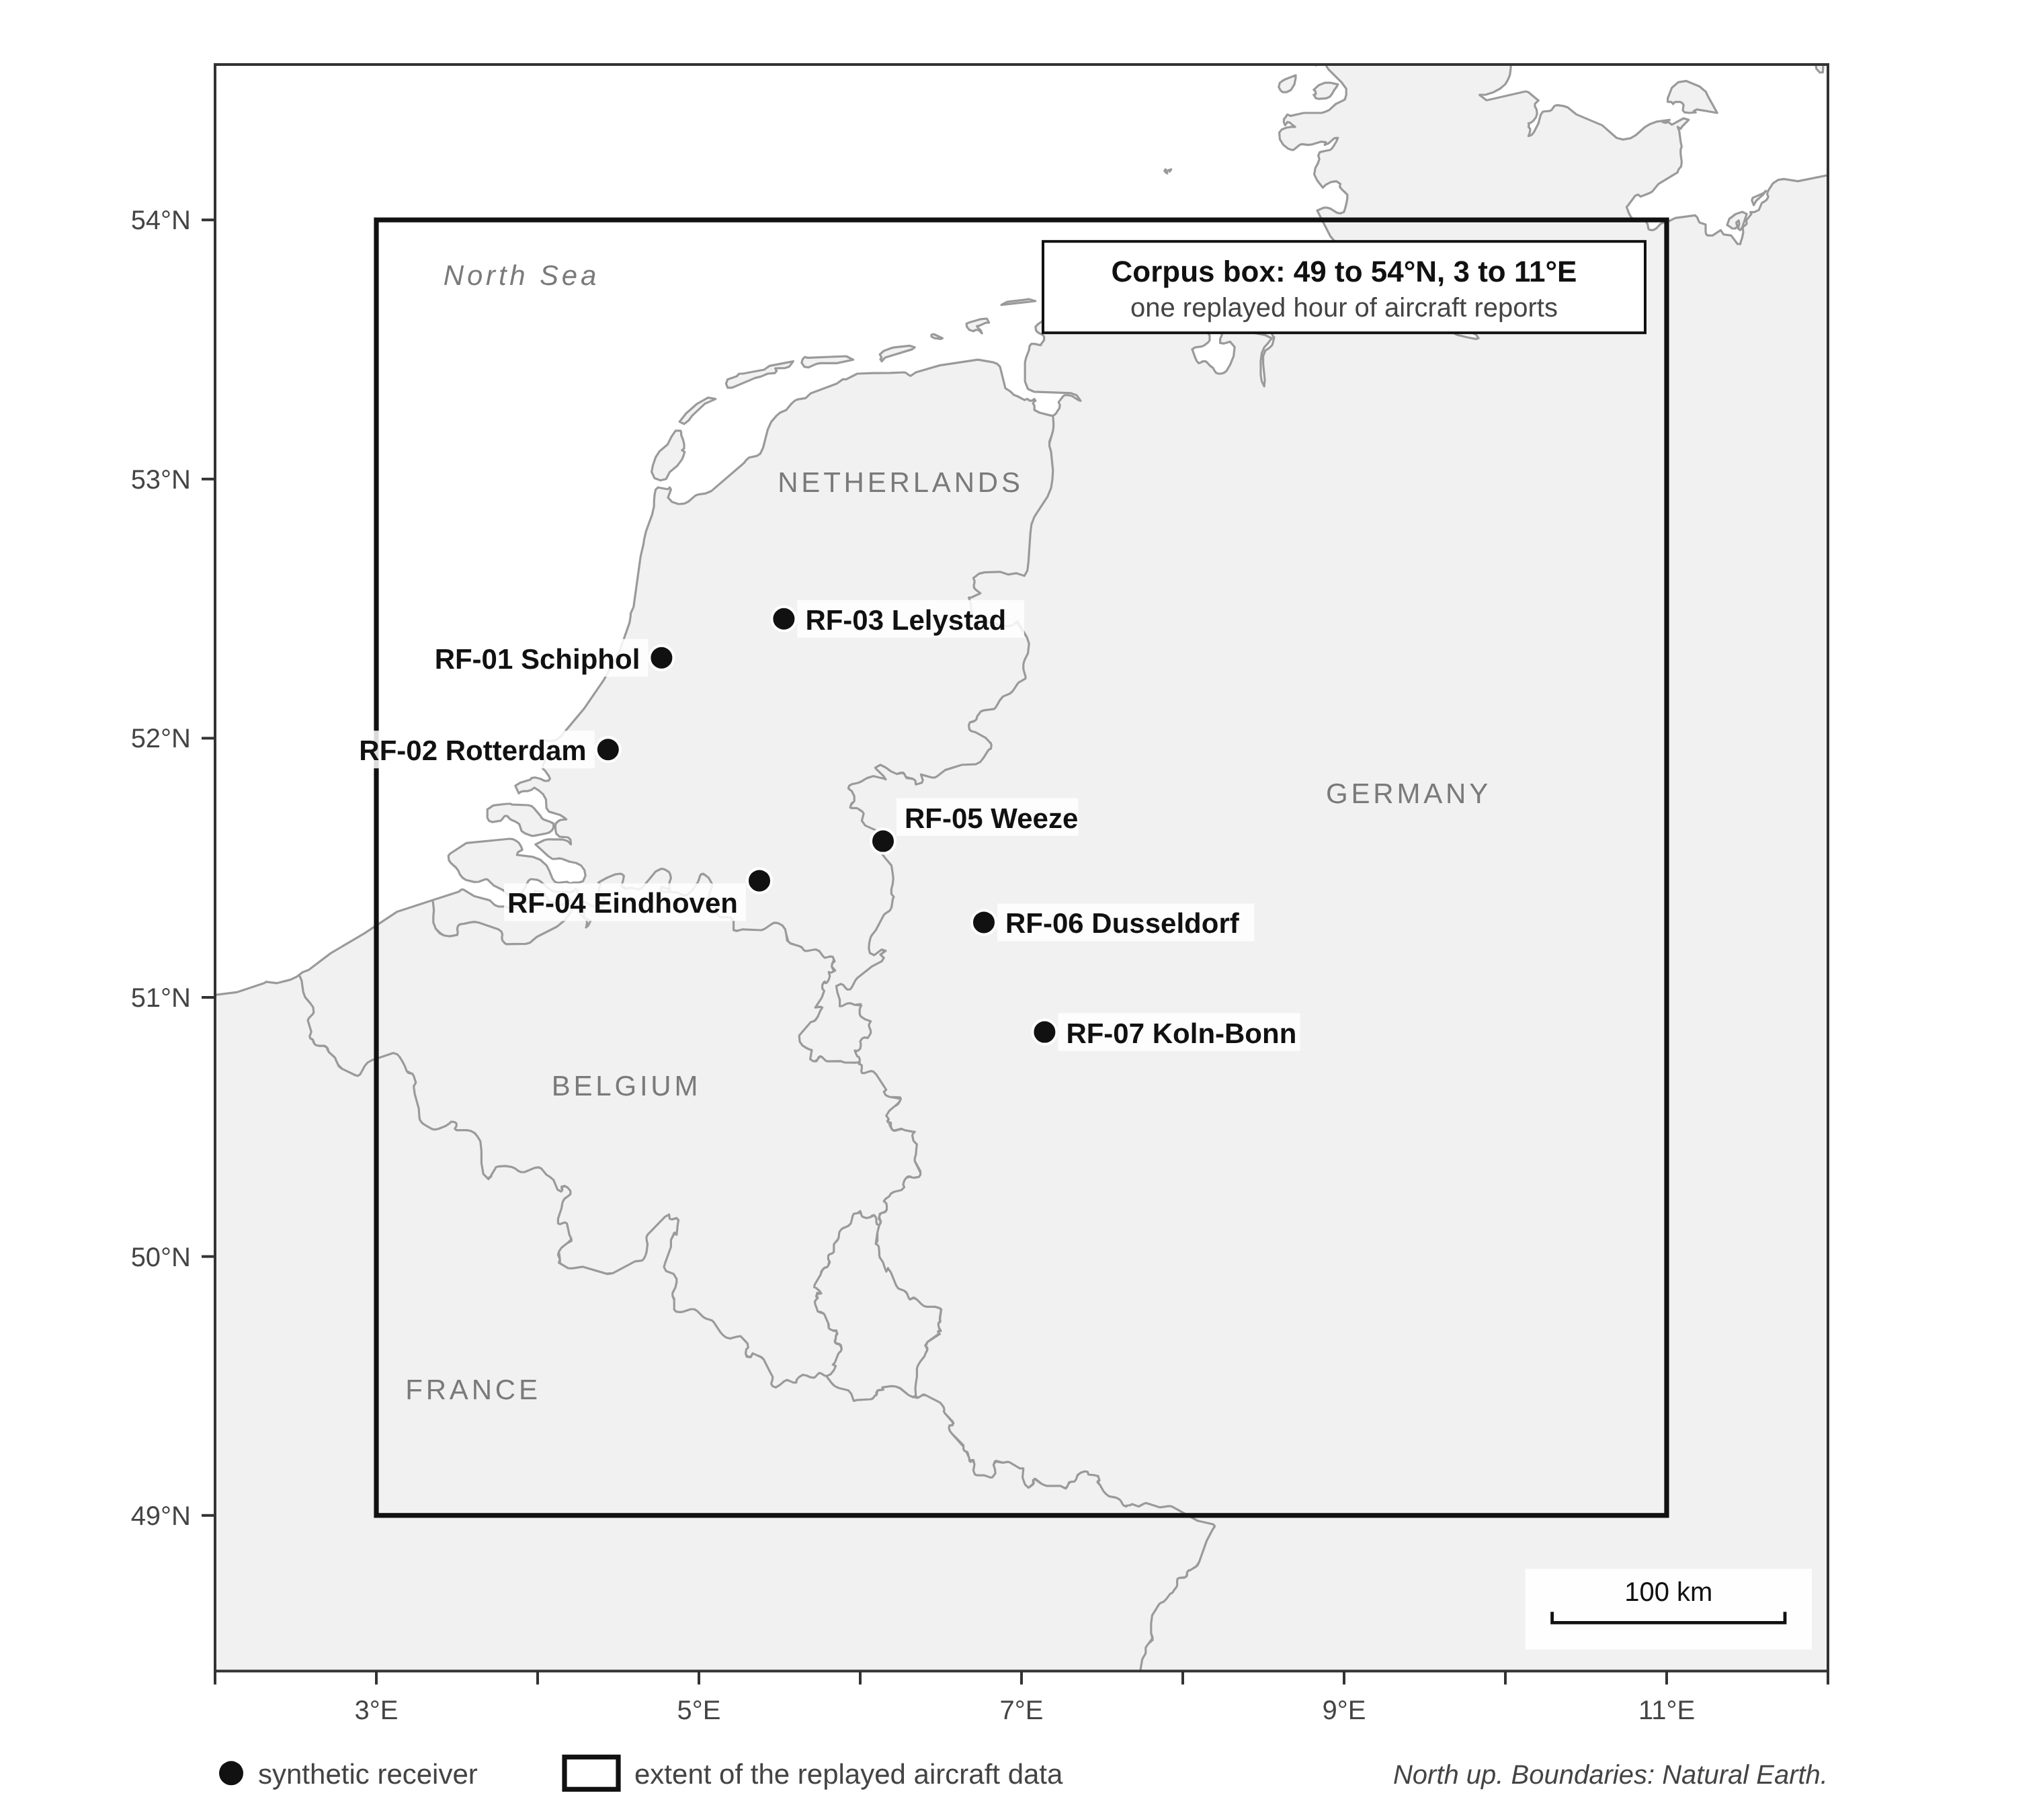 54°N
North Sea
Corpus box: 49 to 54°N, 3 to 11°E
one replayed hour of aircraft reports
53°N
NETHERLANDS
RF-03 Lelystad
RF-01 Schiphol
52°N
RF-02 Rotterdam
GERMANY
RF-05 Weeze
RF-04 Eindhoven
RF-06 Dusseldorf
51°N
RF-07 Koln-Bonn
BELGIUM
50°N
FRANCE
49°N
100 km
3°E 5°E 7°E 9°E 11°E
synthetic receiver extent of the replayed aircraft data North up. Boundaries: Natural Earth.